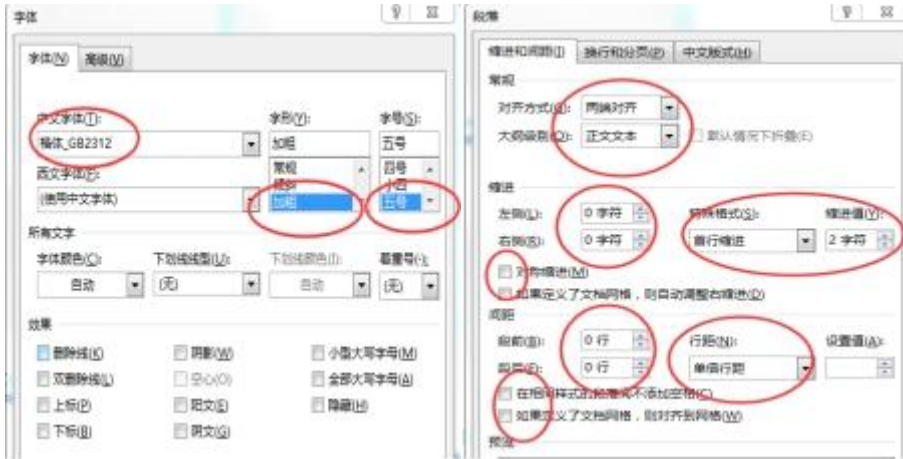 字体
字体(N) 高级(V)
中文字体(T): 字形(Y): 字号(S):
楷体_GB2312 加粗 五号
常规 四号
西文字体(F): 倾斜 小四
(使用中文字体) 加粗 五号
所有文字
字体颜色(C): 下划线线型(U): 下划线颜色(I): 着重号(·):
自动 (无) 自动 (无)
效果
删除线(K) 阴影(W) 小型大写字母(M)
双删除线(L) 空心(O) 全部大写字母(A)
上标(P) 阳文(E) 隐藏(H)
下标(B) 阴文(G)
段落
缩进和间距(I) 换行和分页(P) 中文版式(H)
常规
对齐方式(G): 两端对齐
大纲级别(O): 正文文本 默认情况下折叠(E)
缩进
左侧(L): 0 字符 特殊格式(S): 缩进值(Y):
右侧(R): 0 字符 首行缩进 2 字符
对称缩进(M)
如果定义了文档网格，则自动调整右缩进(D)
间距
段前(B): 0 行 行距(N): 设置值(A):
段后(F): 0 行 单倍行距
在相同样式的段落间不添加空格(C)
如果定义了文档网格，则对齐到网格(W)
预览